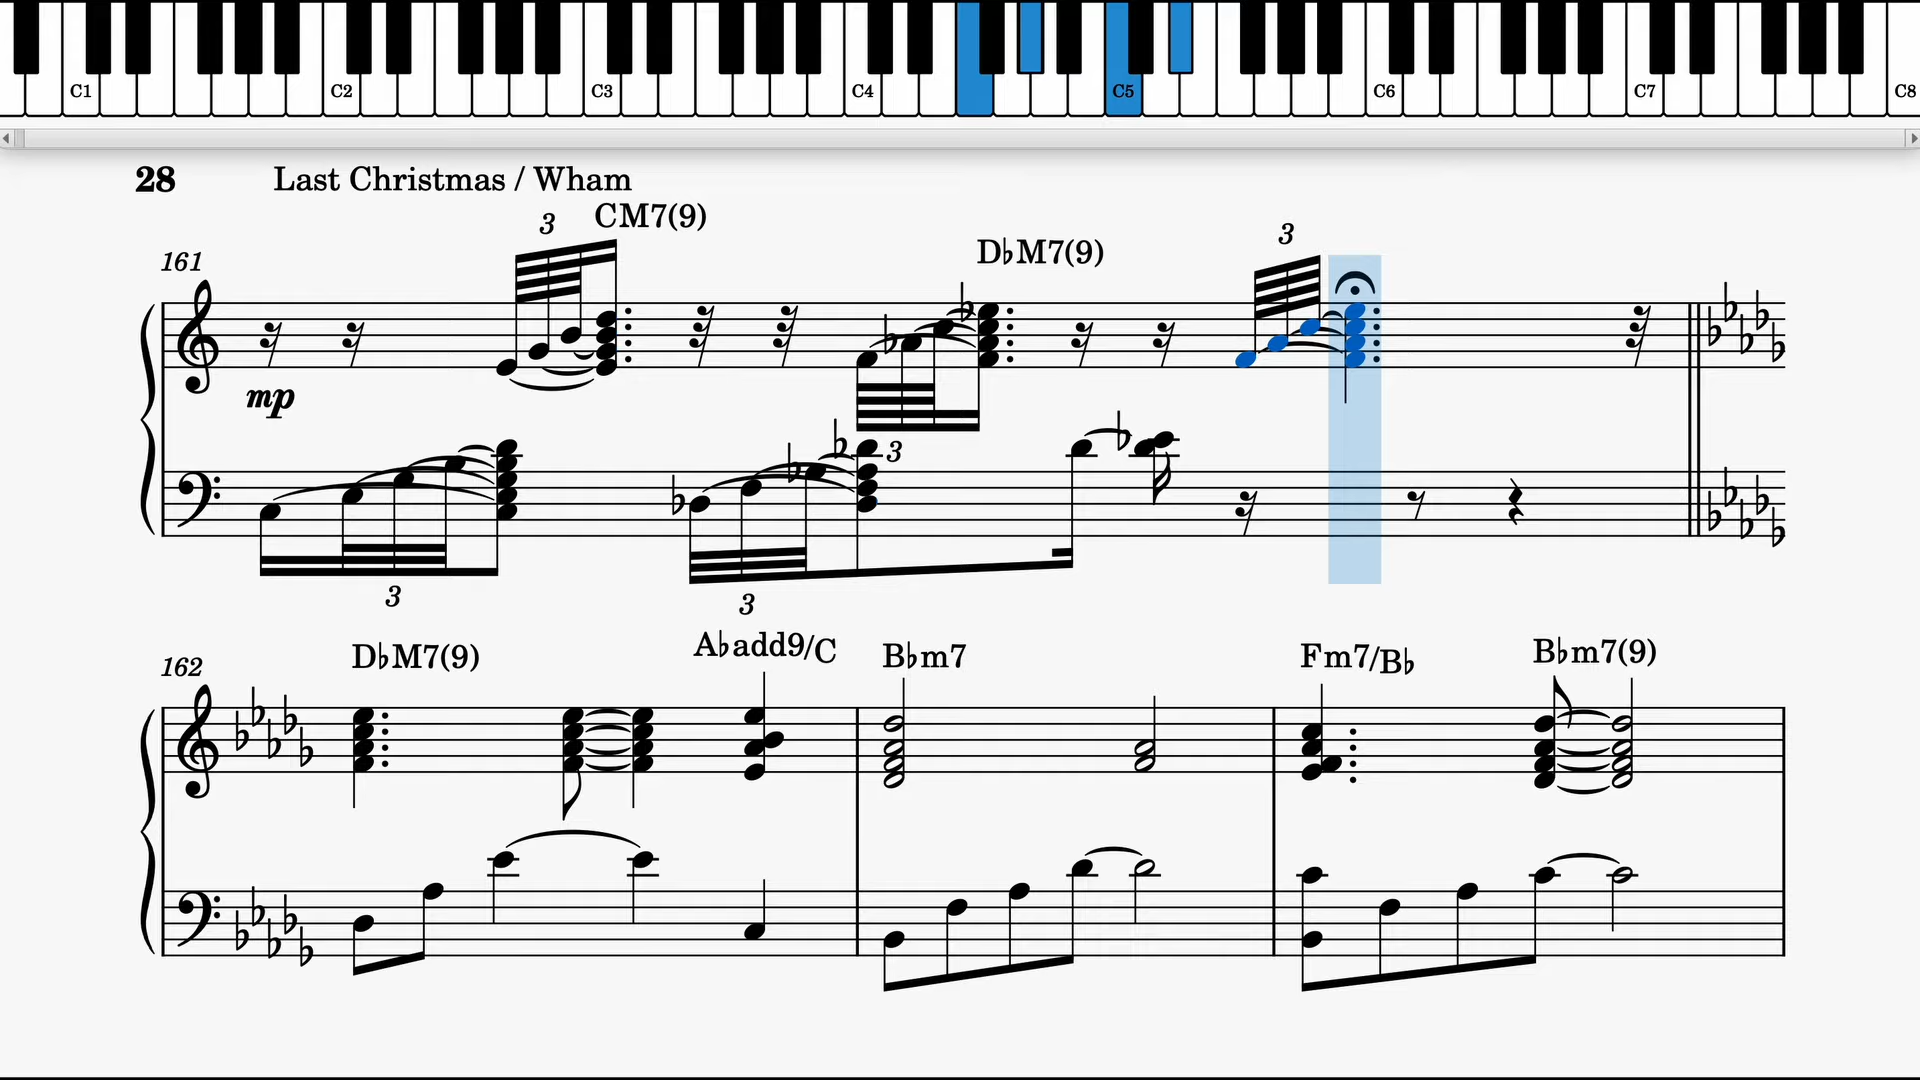 C1 C2 C3 C4 C5 C6 C7 C8
28 Last Christmas / Wham
3 CM7(9) 3
161 D♭M7(9)
mp
3
3 3
162 D♭M7(9) A♭add9/C B♭m7 Fm7/B♭ B♭m7(9)